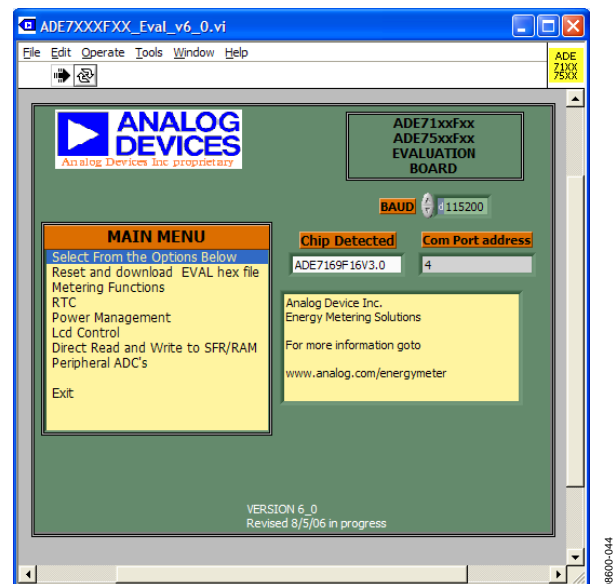 ADE7XXXFXX_Eval_v6_0.vi
File Edit Operate Tools Window Help
ADE
71XX
75XX
ANALOG
DEVICES
Analog Devices Inc proprietary
ADE71xxFxx
ADE75xxFxx
EVALUATION
BOARD
BAUD d 115200
MAIN MENU
Select From the Options Below
Reset and download EVAL hex file
Metering Functions
RTC
Power Management
Lcd Control
Direct Read and Write to SFR/RAM
Peripheral ADC's
Exit
Chip Detected
ADE7169F16V3.0
Com Port address
4
Analog Device Inc.
Energy Metering Solutions
For more information goto
www.analog.com/energymeter
VERSION 6_0
Revised 8/5/06 in progress